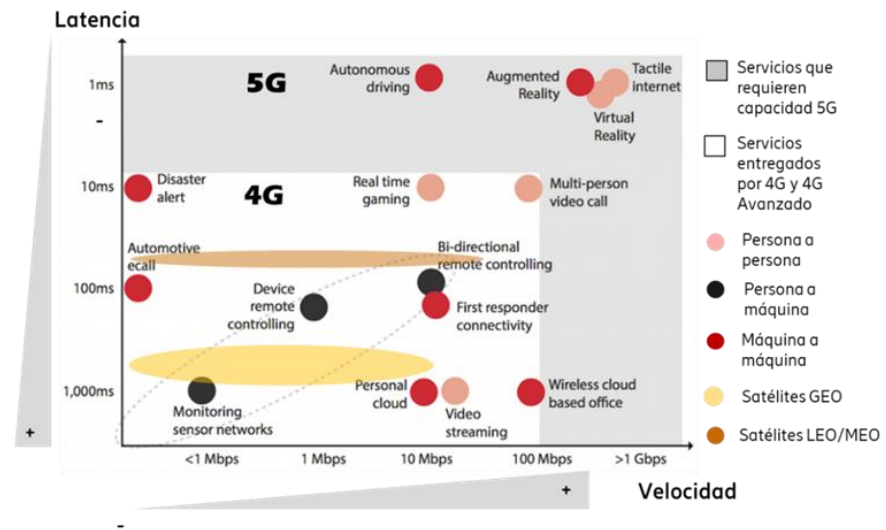 Latencia
1ms
-
10ms
100ms
1,000ms
+
5G
Autonomous
driving
Augmented
Reality
Tactile
internet
Virtual
Reality
4G
Disaster
alert
Real time
gaming
Multi-person
video call
Automotive
ecall
Bi-directional
remote controlling
Device
remote
controlling
First responder
connectivity
Monitoring
sensor networks
Personal
cloud
Video
streaming
Wireless cloud
based office
<1 Mbps
1 Mbps
10 Mbps
100 Mbps
>1 Gbps
+
Velocidad
-
Servicios que
requieren
capacidad 5G
Servicios
entregados
por 4G y 4G
Avanzado
Persona a
persona
Persona a
máquina
Máquina a
máquina
Satélites GEO
Satélites LEO/MEO